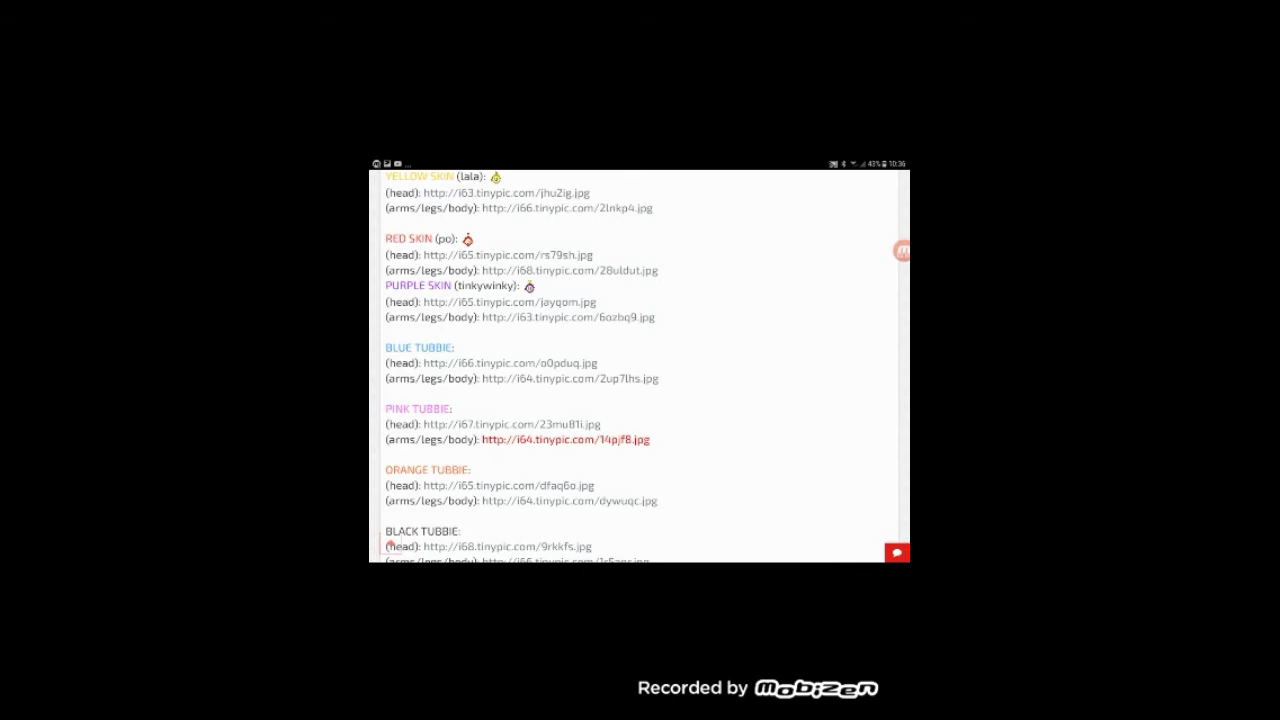 43% 10:36
YELLOW SKIN (lala):
(head): http://i63.tinypic.com/jhu2ig.jpg
(arms/legs/body): http://i66.tinypic.com/2lnkp4.jpg
RED SKIN (po):
(head): http://i65.tinypic.com/rs79sh.jpg
(arms/legs/body): http://i68.tinypic.com/28uldut.jpg
PURPLE SKIN (tinkywinky):
(head): http://i65.tinypic.com/jayqom.jpg
(arms/legs/body): http://i63.tinypic.com/6ozbq9.jpg
BLUE TUBBIE:
(head): http://i66.tinypic.com/o0pduq.jpg
(arms/legs/body): http://i64.tinypic.com/2up7lhs.jpg
PINK TUBBIE:
(head): http://i67.tinypic.com/23mu81i.jpg
(arms/legs/body): http://i64.tinypic.com/14pjf8.jpg
ORANGE TUBBIE:
(head): http://i65.tinypic.com/dfaq6o.jpg
(arms/legs/body): http://i64.tinypic.com/dywuqc.jpg
BLACK TUBBIE:
(head): http://i68.tinypic.com/9rkkfs.jpg
(arms/legs/body):
Recorded by Mobizen